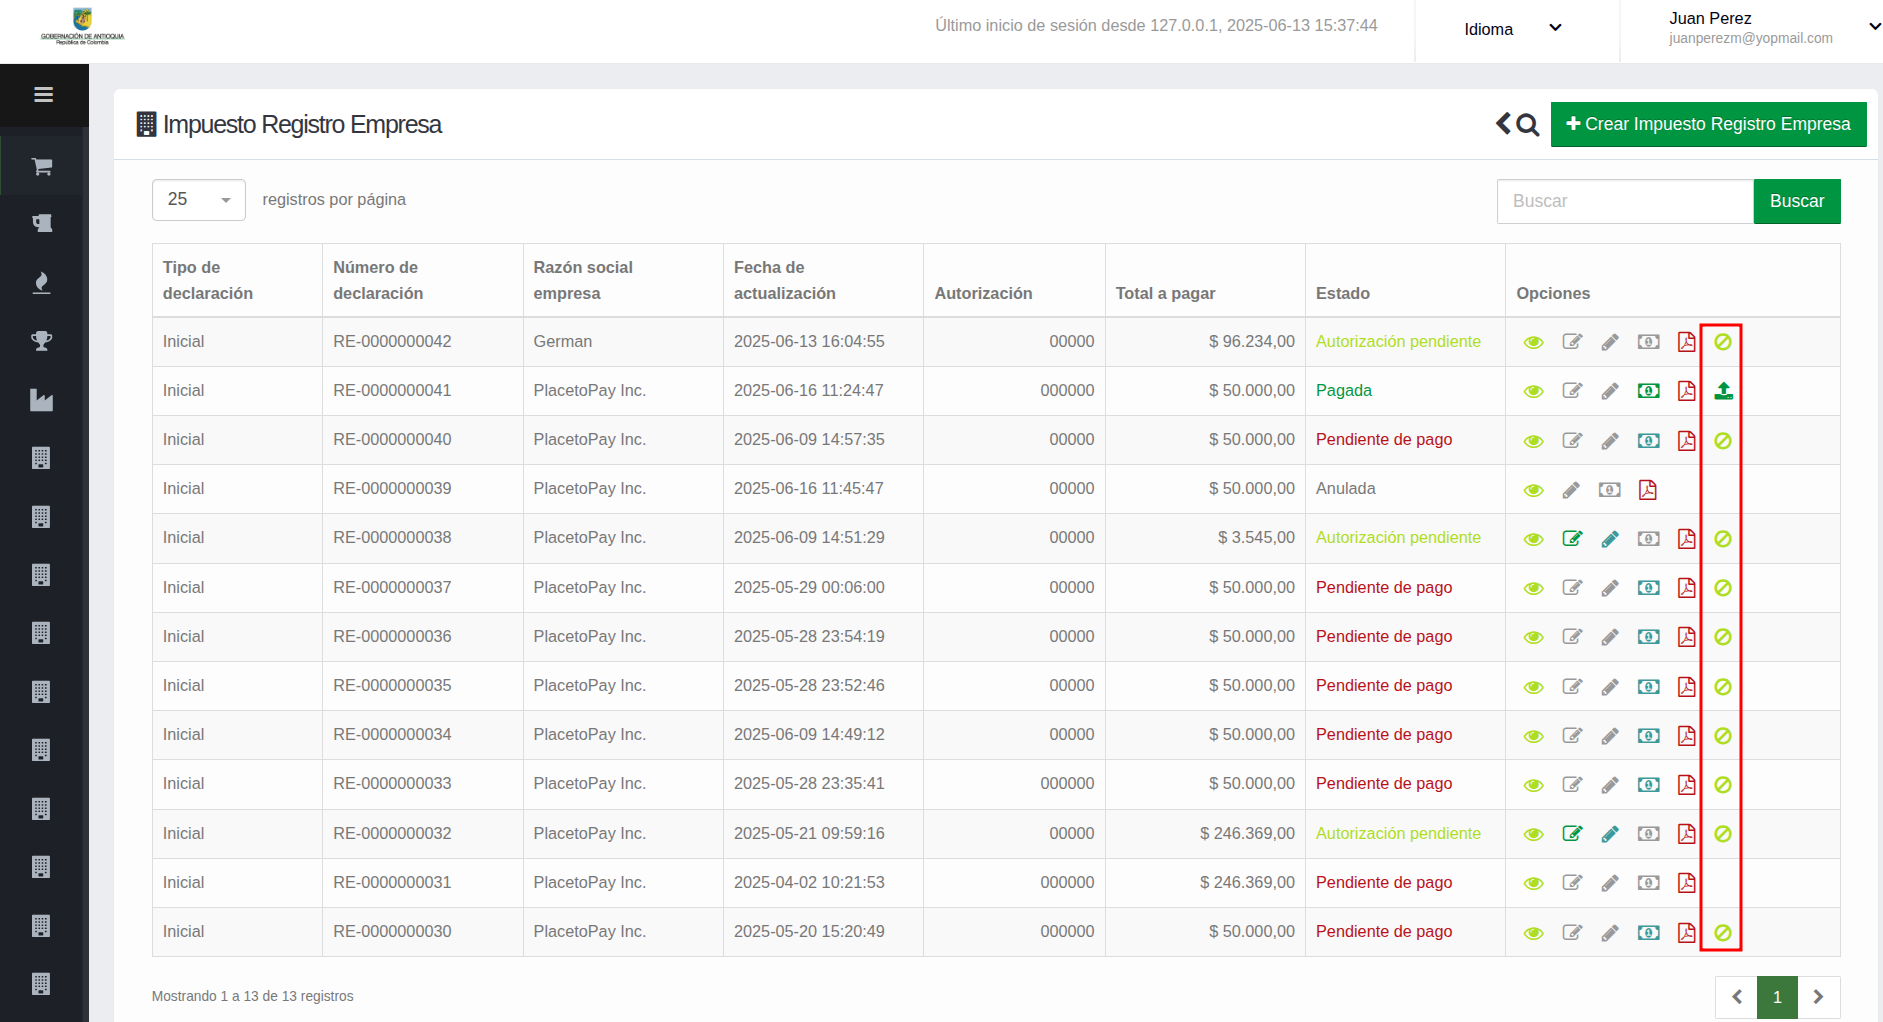 GOBERNACIÓN DE ANTIOQUIA
República de Colombia
Último inicio de sesión desde 127.0.0.1, 2025-06-13 15:37:44
Idioma
Juan Perez
juanperezm@yopmail.com
Impuesto Registro Empresa
Crear Impuesto Registro Empresa
25 registros por página
Buscar Buscar
Tipo de declaración Número de declaración Razón social empresa Fecha de actualización Autorización Total a pagar Estado Opciones
Inicial RE-0000000042 German 2025-06-13 16:04:55 00000 $ 96.234,00 Autorización pendiente
Inicial RE-0000000041 PlacetoPay Inc. 2025-06-16 11:24:47 000000 $ 50.000,00 Pagada
Inicial RE-0000000040 PlacetoPay Inc. 2025-06-09 14:57:35 00000 $ 50.000,00 Pendiente de pago
Inicial RE-0000000039 PlacetoPay Inc. 2025-06-16 11:45:47 00000 $ 50.000,00 Anulada
Inicial RE-0000000038 PlacetoPay Inc. 2025-06-09 14:51:29 00000 $ 3.545,00 Autorización pendiente
Inicial RE-0000000037 PlacetoPay Inc. 2025-05-29 00:06:00 00000 $ 50.000,00 Pendiente de pago
Inicial RE-0000000036 PlacetoPay Inc. 2025-05-28 23:54:19 00000 $ 50.000,00 Pendiente de pago
Inicial RE-0000000035 PlacetoPay Inc. 2025-05-28 23:52:46 00000 $ 50.000,00 Pendiente de pago
Inicial RE-0000000034 PlacetoPay Inc. 2025-06-09 14:49:12 00000 $ 50.000,00 Pendiente de pago
Inicial RE-0000000033 PlacetoPay Inc. 2025-05-28 23:35:41 000000 $ 50.000,00 Pendiente de pago
Inicial RE-0000000032 PlacetoPay Inc. 2025-05-21 09:59:16 00000 $ 246.369,00 Autorización pendiente
Inicial RE-0000000031 PlacetoPay Inc. 2025-04-02 10:21:53 000000 $ 246.369,00 Pendiente de pago
Inicial RE-0000000030 PlacetoPay Inc. 2025-05-20 15:20:49 000000 $ 50.000,00 Pendiente de pago
Mostrando 1 a 13 de 13 registros
1